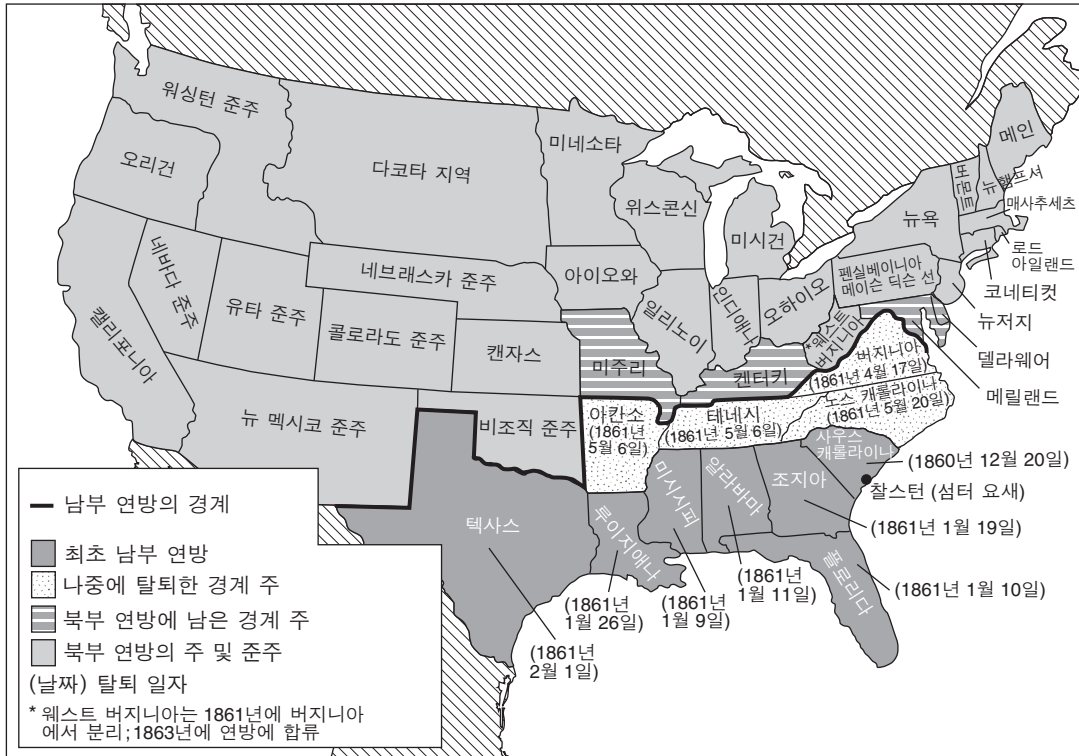 워싱턴 준주
오리건
다코타 지역
미네소타
위스콘신
미시건
메인
버몬트
뉴 햄프셔
매사추세츠
뉴욕
로드
아일랜드
코네티컷
뉴저지
델라웨어
메릴랜드
펜실베이니아
메이슨 딕슨 선
네바다 준주
캘리포니아
유타 준주
네브래스카 준주
콜로라도 준주
아이오와
일리노이
인디애나
오하이오
*웨스트
버지니아
캔자스
미주리
켄터키
버지니아
(1861년 4월 17일)
노스 캐롤라이나
(1861년 5월 20일)
뉴 멕시코 준주
비조직 준주
아칸소
(1861년
5월 6일)
테네시
(1861년 5월 6일)
사우스
캐롤라이나
(1860년 12월 20일)
찰스턴 (섬터 요새)
텍사스
루이지애나
미시시피
알라바마
조지아
(1861년 1월 19일)
플로리다
(1861년 1월 10일)
(1861년
1월 11일)
(1861년
1월 9일)
(1861년
1월 26일)
(1861년
2월 1일)
남부 연방의 경계
최초 남부 연방
나중에 탈퇴한 경계 주
북부 연방에 남은 경계 주
북부 연방의 주 및 준주
(날짜) 탈퇴 일자
* 웨스트 버지니아는 1861년에 버지니아
에서 분리; 1863년에 연방에 합류